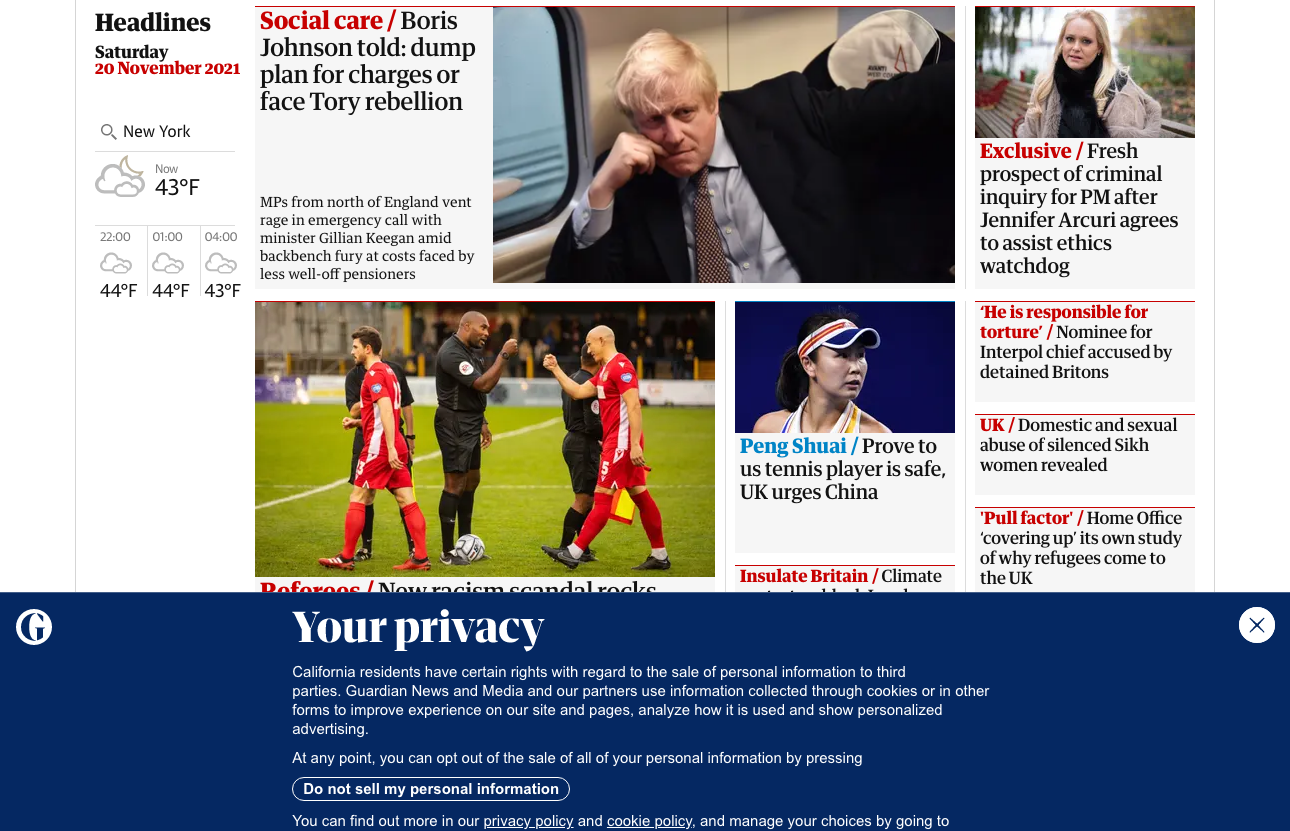 Headlines
Saturday
20 November 2021
New York
Now
43°F
22:00
01:00
04:00
44°F
44°F
43°F
Social care / Boris
Johnson told: dump
plan for charges or
face Tory rebellion
MPs from north of England vent
rage in emergency call with
minister Gillian Keegan amid
backbench fury at costs faced by
less well-off pensioners
AVANTI
WEST COAST
Exclusive / Fresh
prospect of criminal
inquiry for PM after
Jennifer Arcuri agrees
to assist ethics
watchdog
Referees / New racism scandal rocks
Peng Shuai / Prove to
us tennis player is safe,
UK urges China
Insulate Britain / Climate
‘He is responsible for
torture’ / Nominee for
Interpol chief accused by
detained Britons
UK / Domestic and sexual
abuse of silenced Sikh
women revealed
'Pull factor' / Home Office
‘covering up’ its own study
of why refugees come to
the UK
Your privacy
California residents have certain rights with regard to the sale of personal information to third
parties. Guardian News and Media and our partners use information collected through cookies or in other
forms to improve experience on our site and pages, analyze how it is used and show personalized
advertising.
At any point, you can opt out of the sale of all of your personal information by pressing
Do not sell my personal information
You can find out more in our privacy policy and cookie policy, and manage your choices by going to